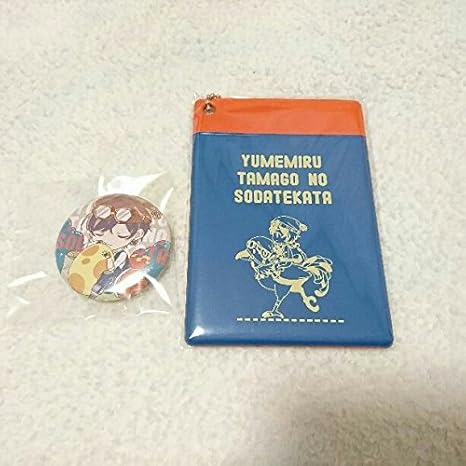 YUMEMIRU
TAMAGO NO
SODATEKATA